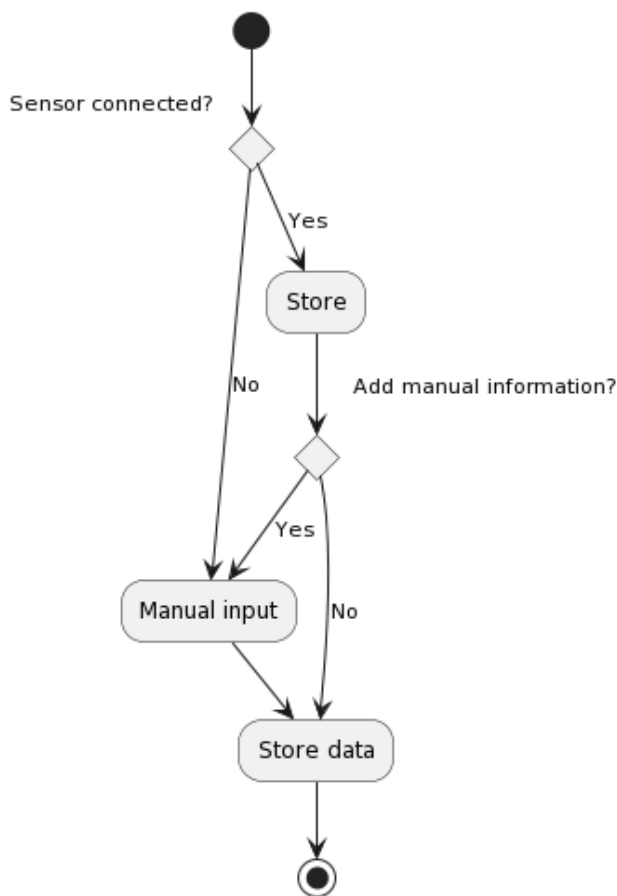 Sensor connected?
Yes
Store
No
Add manual information?
Yes
Manual input
No
Store data